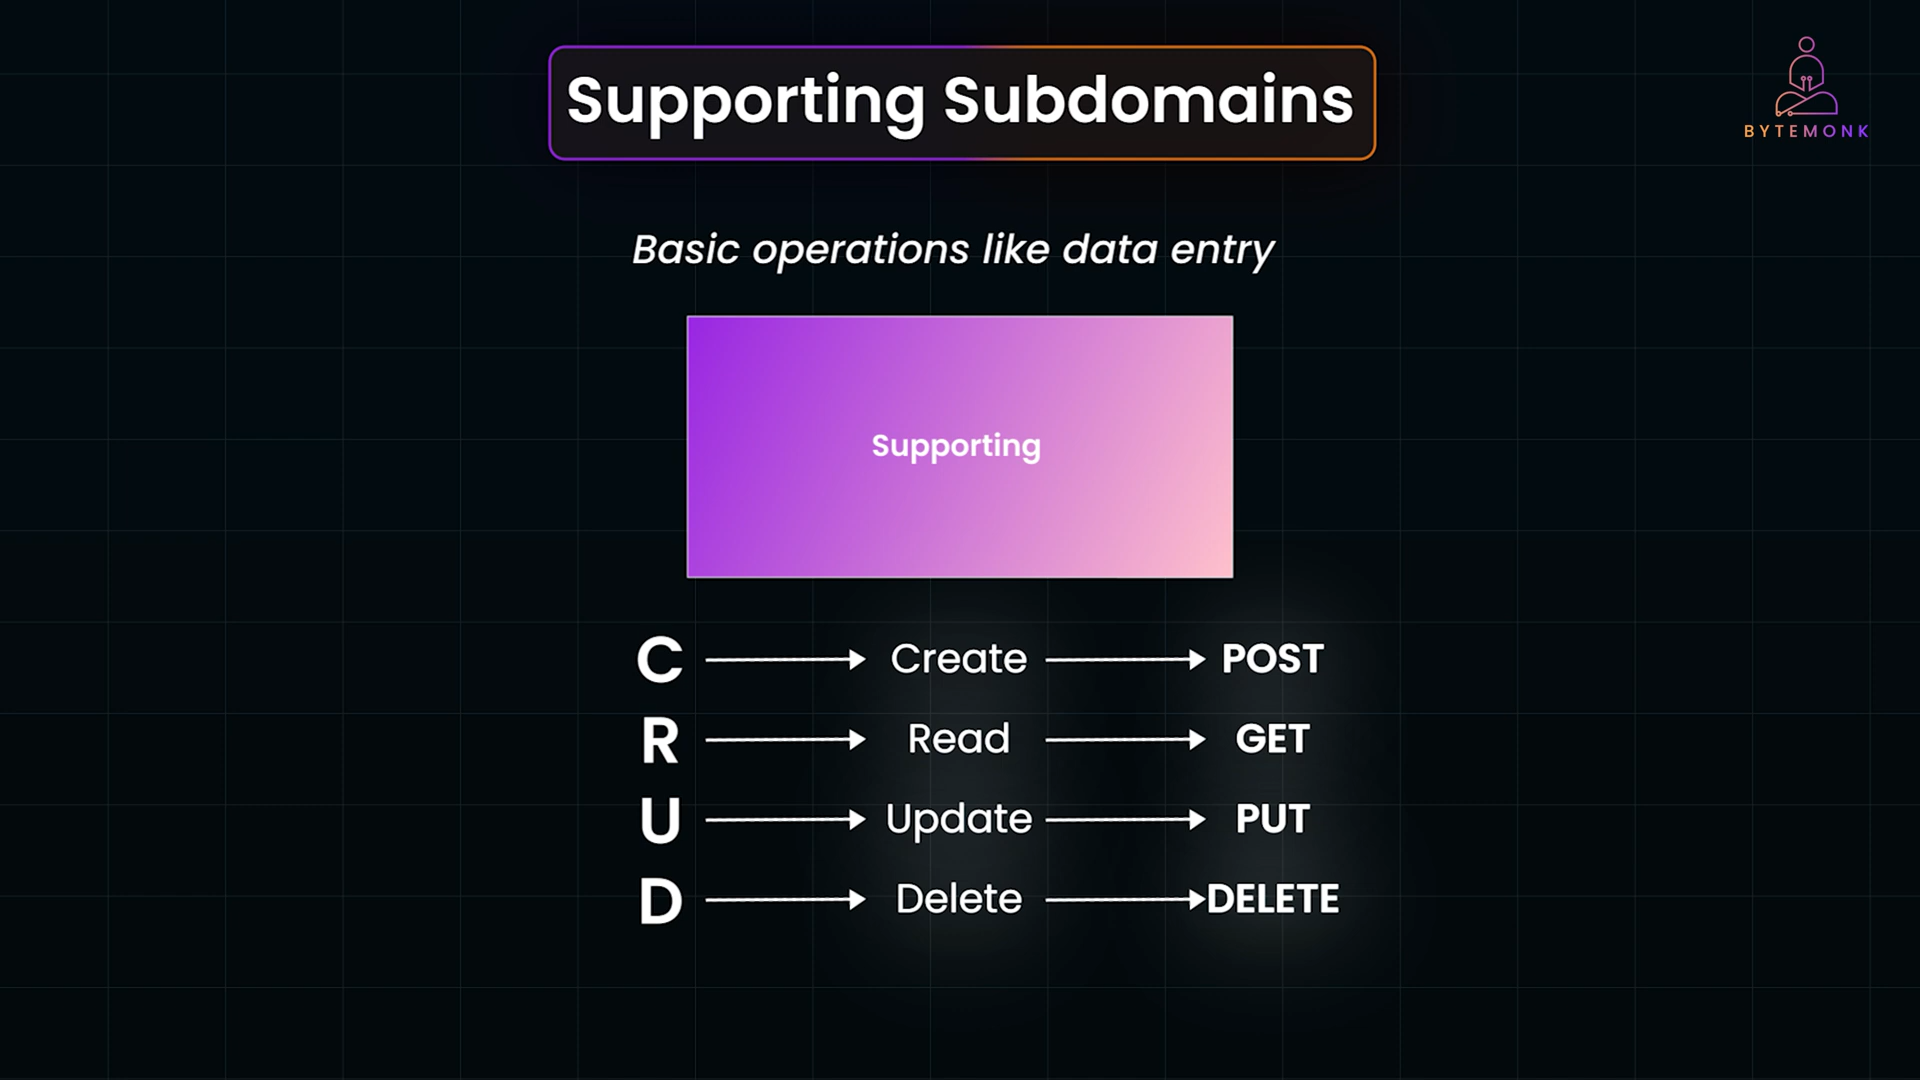 Supporting Subdomains
BYTEMONK
Basic operations like data entry
Supporting
C Create POST
R Read GET
U Update PUT
D Delete DELETE